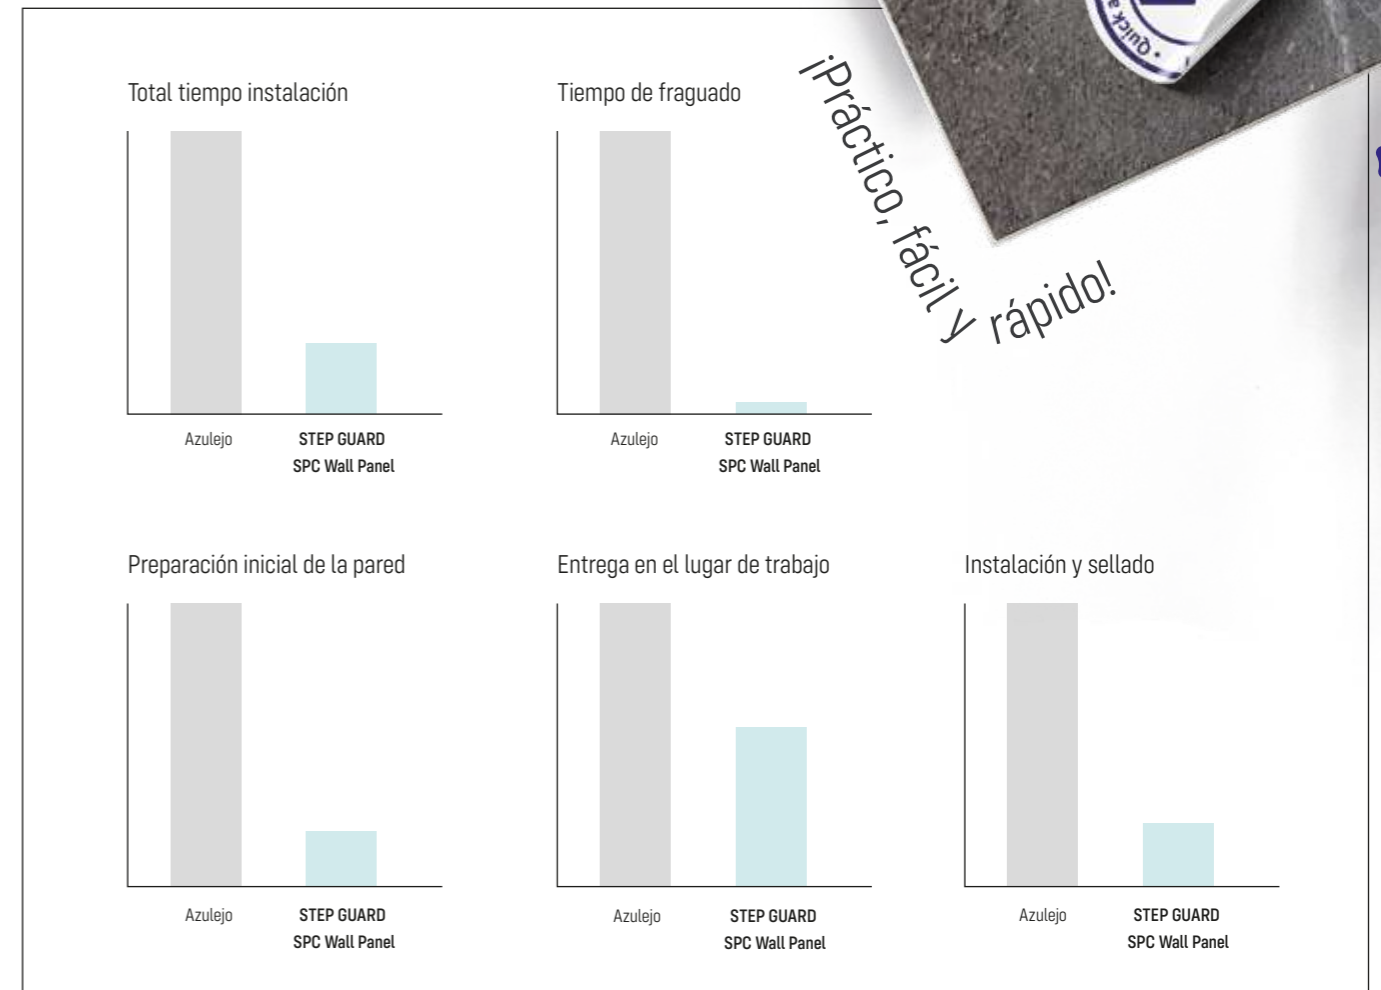 Quick a
Total tiempo instalación
Tiempo de fraguado
¡Práctico, fácil y rápido!
Azulejo
STEP GUARD
SPC Wall Panel
Azulejo
STEP GUARD
SPC Wall Panel
Preparación inicial de la pared
Entrega en el lugar de trabajo
Instalación y sellado
Azulejo
STEP GUARD
SPC Wall Panel
Azulejo
STEP GUARD
SPC Wall Panel
Azulejo
STEP GUARD
SPC Wall Panel